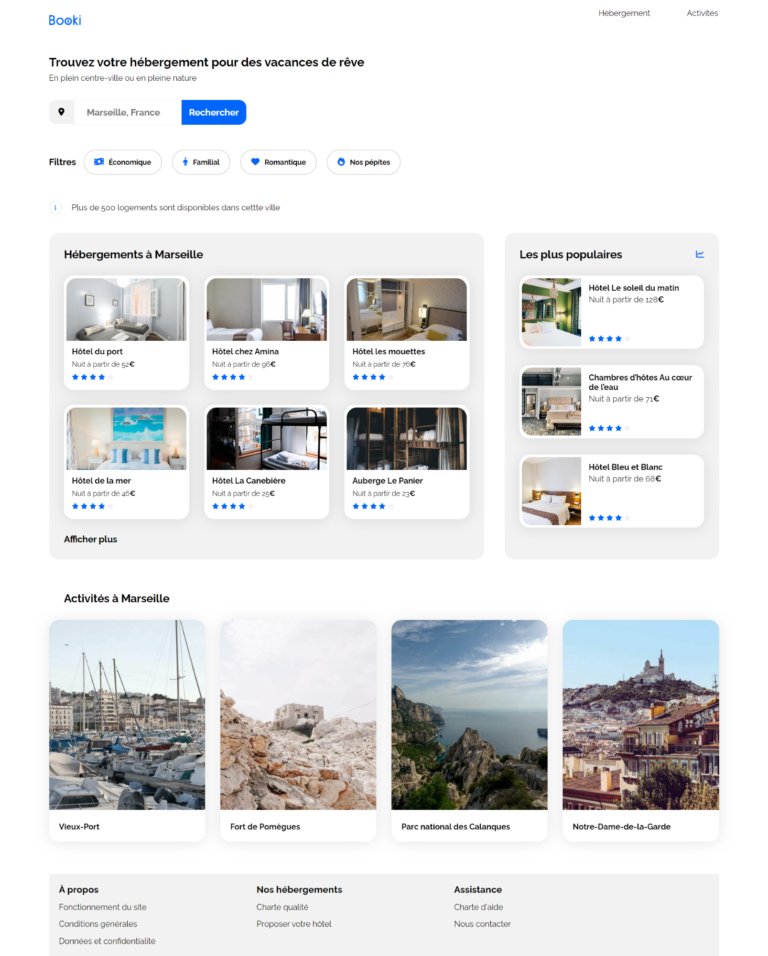 Booki
Hébergement
Activités
Trouvez votre hébergement pour des vacances de rêve
En plein centre-ville ou en pleine nature
Marseille, France
Rechercher
Filtres
Économique
Familial
Romantique
Nos pépites
Plus de 500 logements sont disponibles dans cettte ville
Hébergements à Marseille
Hôtel du port
Nuit à partir de 52€
Hôtel chez Amina
Nuit à partir de 96€
Hôtel les mouettes
Nuit à partir de 76€
Hôtel de la mer
Nuit à partir de 46€
Hôtel La Canebière
Nuit à partir de 25€
Auberge Le Panier
Nuit à partir de 23€
Afficher plus
Les plus populaires
Hôtel Le soleil du matin
Nuit à partir de 128€
Chambres d'hôtes Au cœur
de l'eau
Nuit à partir de 71€
Hôtel Bleu et Blanc
Nuit à partir de 68€
Activités à Marseille
Vieux-Port
Fort de Pomègues
Parc national des Calanques
Notre-Dame-de-la-Garde
À propos
Fonctionnement du site
Conditions générales
Données et confidentialité
Nos hébergements
Charte qualité
Proposer votre hôtel
Assistance
Charte d'aide
Nous contacter